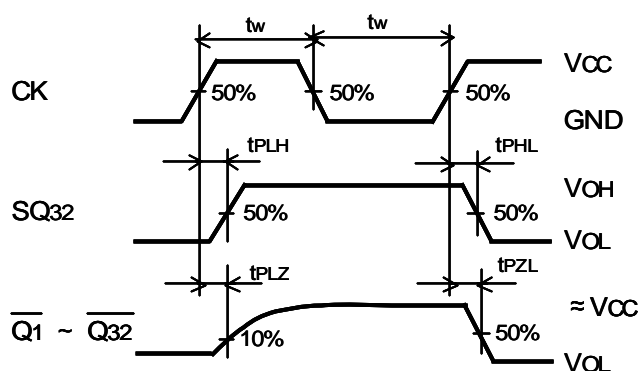 tw tw
CK 50% 50% 50% VCC
GND
tPLH tPHL
SQ32 50% 50% VOH
VOL
tPLZ tPZL
Q1 ~ Q32 10% 50% ≈ VCC
VOL